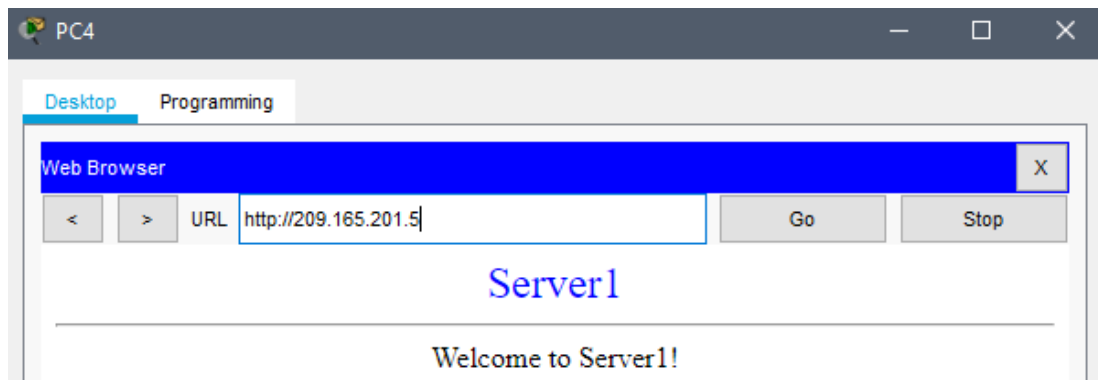 PC4
Desktop Programming
Web Browser X
< > URL http://209.165.201.5 Go Stop
Server1
Welcome to Server1!